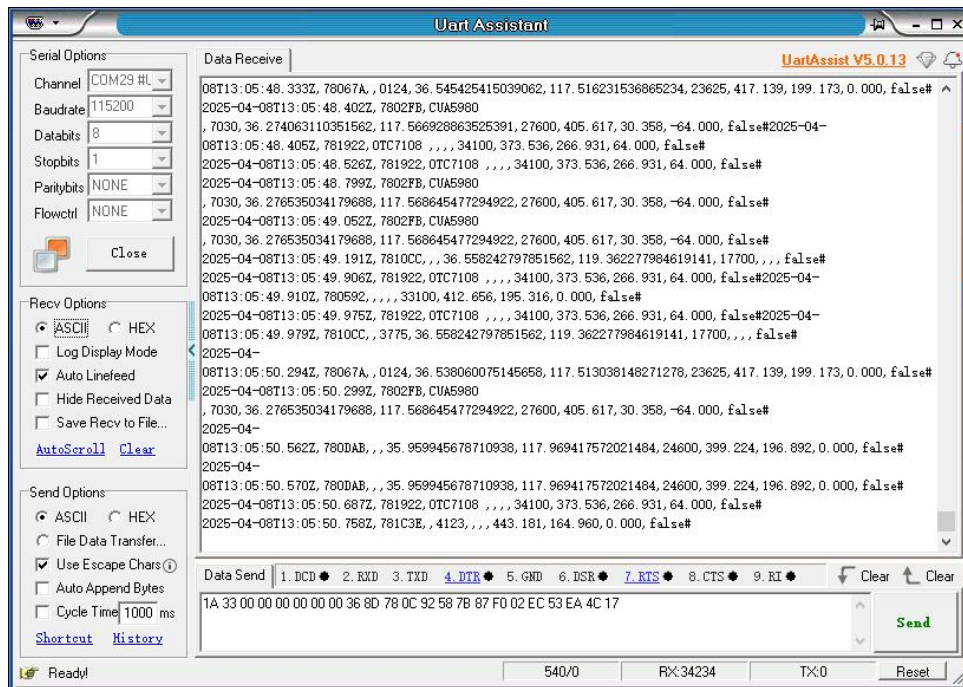 Uart Assistant
Serial Options
Channel COM29 #U
Baudrate 115200
Databits 8
Stopbits 1
Paritybits NONE
Flowctrl NONE
Close
Recv Options
ASCII HEX
Log Display Mode
Auto Linefeed
Hide Received Data
Save Recv to File...
AutoScroll Clear
Send Options
ASCII HEX
File Data Transfer...
Use Escape Chars
Auto Append Bytes
Cycle Time 1000 ms
Shortcut History
Data Receive UartAssist V5.0.13
08T13:05:48.333Z,78067A,,0124,36.545425415039062,117.516231536865234,23625,417.139,199.173,0.000,false#
2025-04-08T13:05:48.402Z,7802FB,CUA5980
,7030,36.274063110351562,117.566928863525391,27600,405.617,30.358,-64.000,false#2025-04-
08T13:05:48.405Z,781922,0TC7108 ,,,,34100,373.536,266.931,64.000,false#
2025-04-08T13:05:48.526Z,781922,0TC7108 ,,,,34100,373.536,266.931,64.000,false#
2025-04-08T13:05:48.799Z,7802FB,CUA5980
,7030,36.276535034179688,117.568645477294922,27600,405.617,30.358,-64.000,false#
2025-04-08T13:05:49.052Z,7802FB,CUA5980
,7030,36.276535034179688,117.568645477294922,27600,405.617,30.358,-64.000,false#
2025-04-08T13:05:49.191Z,7810CC,,,36.558242797851562,119.362277984619141,17700,,,,false#
2025-04-08T13:05:49.906Z,781922,0TC7108 ,,,,34100,373.536,266.931,64.000,false#2025-04-
08T13:05:49.910Z,780592,,,,,33100,412.656,195.316,0.000,false#
2025-04-08T13:05:49.975Z,781922,0TC7108 ,,,,34100,373.536,266.931,64.000,false#2025-04-
08T13:05:49.979Z,7810CC,,3775,36.558242797851562,119.362277984619141,17700,,,,false#
2025-04-
08T13:05:50.294Z,78067A,,0124,36.538060075145658,117.513038148271278,23625,417.139,199.173,0.000,false#
2025-04-08T13:05:50.299Z,7802FB,CUA5980
,7030,36.276535034179688,117.568645477294922,27600,405.617,30.358,-64.000,false#
2025-04-
08T13:05:50.562Z,780DAB,,,35.959945678710938,117.969417572021484,24600,399.224,196.892,0.000,false#
2025-04-
08T13:05:50.570Z,780DAB,,,35.959945678710938,117.969417572021484,24600,399.224,196.892,0.000,false#
2025-04-08T13:05:50.687Z,781922,0TC7108 ,,,,34100,373.536,266.931,64.000,false#
2025-04-08T13:05:50.758Z,781C3E,,4123,,,,443.181,164.960,0.000,false#
Data Send 1.DCD 2.RXD 3.TXD 4.DTR 5.GND 6.DSR 7.RTS 8.CTS 9.RI Clear Clear
1A 33 00 00 00 00 00 00 36 8D 78 0C 92 58 7B 87 F0 02 EC 53 EA 4C 17
Send
Ready! 540/0 RX:34234 TX:0 Reset